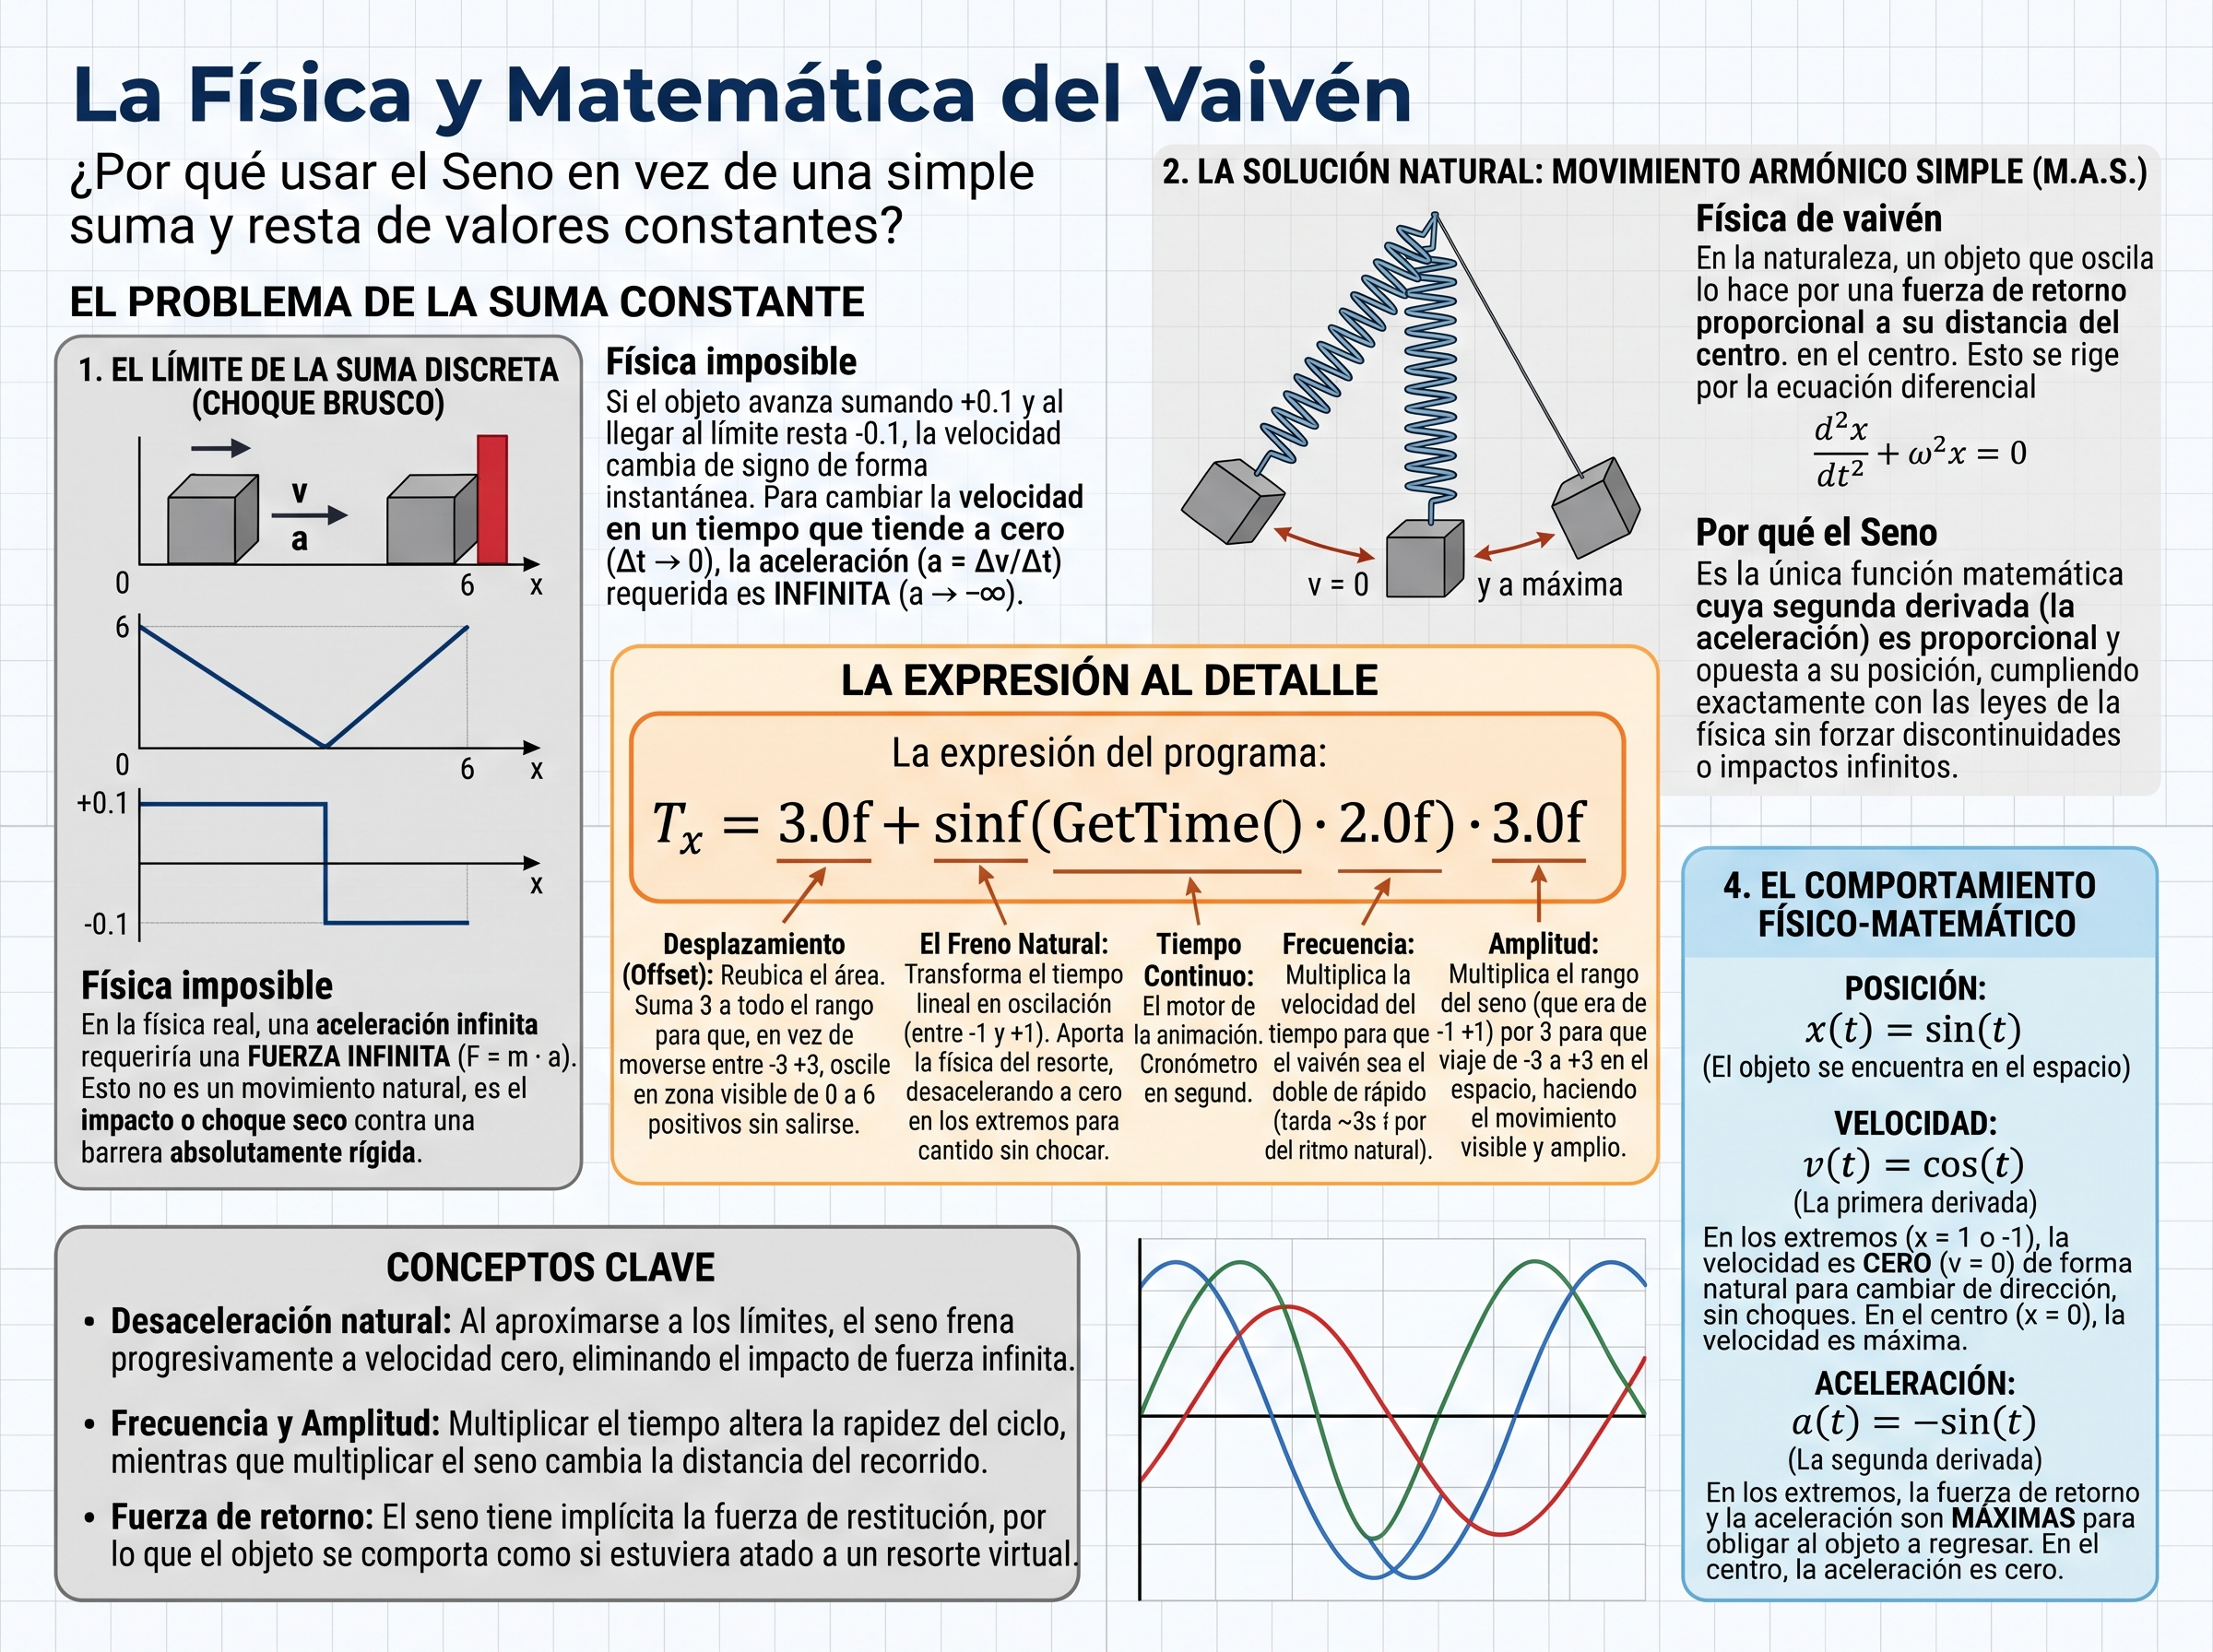 La Física y Matemática del Vaivén
¿Por qué usar el Seno en vez de una simple
suma y resta de valores constantes?
EL PROBLEMA DE LA SUMA CONSTANTE
1. EL LÍMITE DE LA SUMA DISCRETA
(CHOQUE BRUSCO)
v
a
0
6
x
6
0
6
x
+0.1
x
-0.1
Física imposible
En la física real, una aceleración infinita
requeriría una FUERZA INFINITA (F = m · a).
Esto no es un movimiento natural, es el
impacto o choque seco contra una
barrera absolutamente rígida.
Física imposible
Si el objeto avanza sumando +0.1 y al
llegar al límite resta -0.1, la velocidad
cambia de signo de forma
instantánea. Para cambiar la velocidad
en un tiempo que tiende a cero
(Δt → 0), la aceleración (a = Δv/Δt)
requerida es INFINITA (a → −∞).
2. LA SOLUCIÓN NATURAL: MOVIMIENTO ARMÓNICO SIMPLE (M.A.S.)
v = 0
y a máxima
Física de vaivén
En la naturaleza, un objeto que oscila
lo hace por una fuerza de retorno
proporcional a su distancia del
centro. en el centro. Esto se rige
por la ecuación diferencial
d²x/dt² + ω²x = 0
Por qué el Seno
Es la única función matemática
cuya segunda derivada (la
aceleración) es proporcional y
opuesta a su posición, cumpliendo
exactamente con las leyes de la
física sin forzar discontinuidades
o impactos infinitos.
LA EXPRESIÓN AL DETALLE
La expresión del programa:
Tₓ = 3.0f + sinf(GetTime() · 2.0f) · 3.0f
Desplazamiento
(Offset): Reubica el área.
Suma 3 a todo el rango
para que, en vez de
moverse entre -3 +3, oscile
en zona visible de 0 a 6
positivos sin salirse.
El Freno Natural:
Transforma el tiempo
lineal en oscilación
(entre -1 y +1). Aporta
la física del resorte,
desacelerando a cero
en los extremos para
cantido sin chocar.
Tiempo
Continuo:
El motor de
la animación.
Cronómetro
en segund.
Frecuencia:
Multiplica la
velocidad del
tiempo para que
el vaivén sea el
doble de rápido
(tarda ~3s por
del ritmo natural).
Amplitud:
Multiplica el rango
del seno (que era de
-1 +1) por 3 para que
viaje de -3 a +3 en el
espacio, haciendo
el movimiento
visible y amplio.
4. EL COMPORTAMIENTO
FÍSICO-MATEMÁTICO
POSICIÓN:
x(t) = sin(t)
(El objeto se encuentra en el espacio)
VELOCIDAD:
v(t) = cos(t)
(La primera derivada)
En los extremos (x = 1 o -1), la
velocidad es CERO (v = 0) de forma
natural para cambiar de dirección,
sin choques. En el centro (x = 0), la
velocidad es máxima.
ACELERACIÓN:
a(t) = −sin(t)
(La segunda derivada)
En los extremos, la fuerza de retorno
y la aceleración son MÁXIMAS para
obligar al objeto a regresar. En el
centro, la aceleración es cero.
CONCEPTOS CLAVE
• Desaceleración natural: Al aproximarse a los límites, el seno frena
progresivamente a velocidad cero, eliminando el impacto de fuerza infinita.
• Frecuencia y Amplitud: Multiplicar el tiempo altera la rapidez del ciclo,
mientras que multiplicar el seno cambia la distancia del recorrido.
• Fuerza de retorno: El seno tiene implícita la fuerza de restitución, por
lo que el objeto se comporta como si estuviera atado a un resorte virtual.